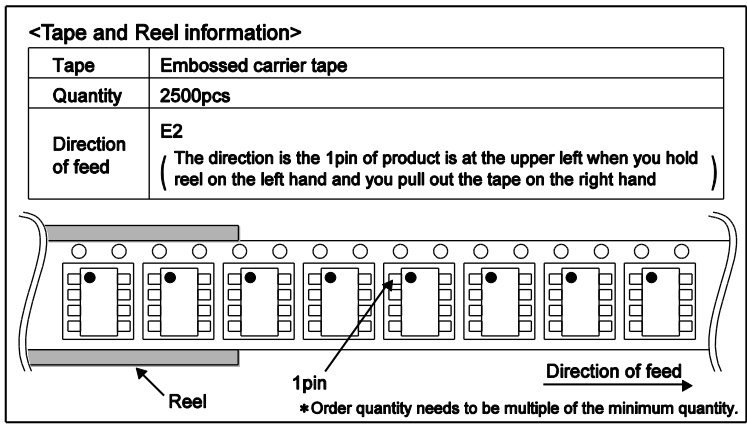 <Tape and Reel information>
Tape Embossed carrier tape
Quantity 2500pcs
Direction of feed E2
( The direction is the 1pin of product is at the upper left when you hold
reel on the left hand and you pull out the tape on the right hand )
1pin
Direction of feed
Reel
*Order quantity needs to be multiple of the minimum quantity.